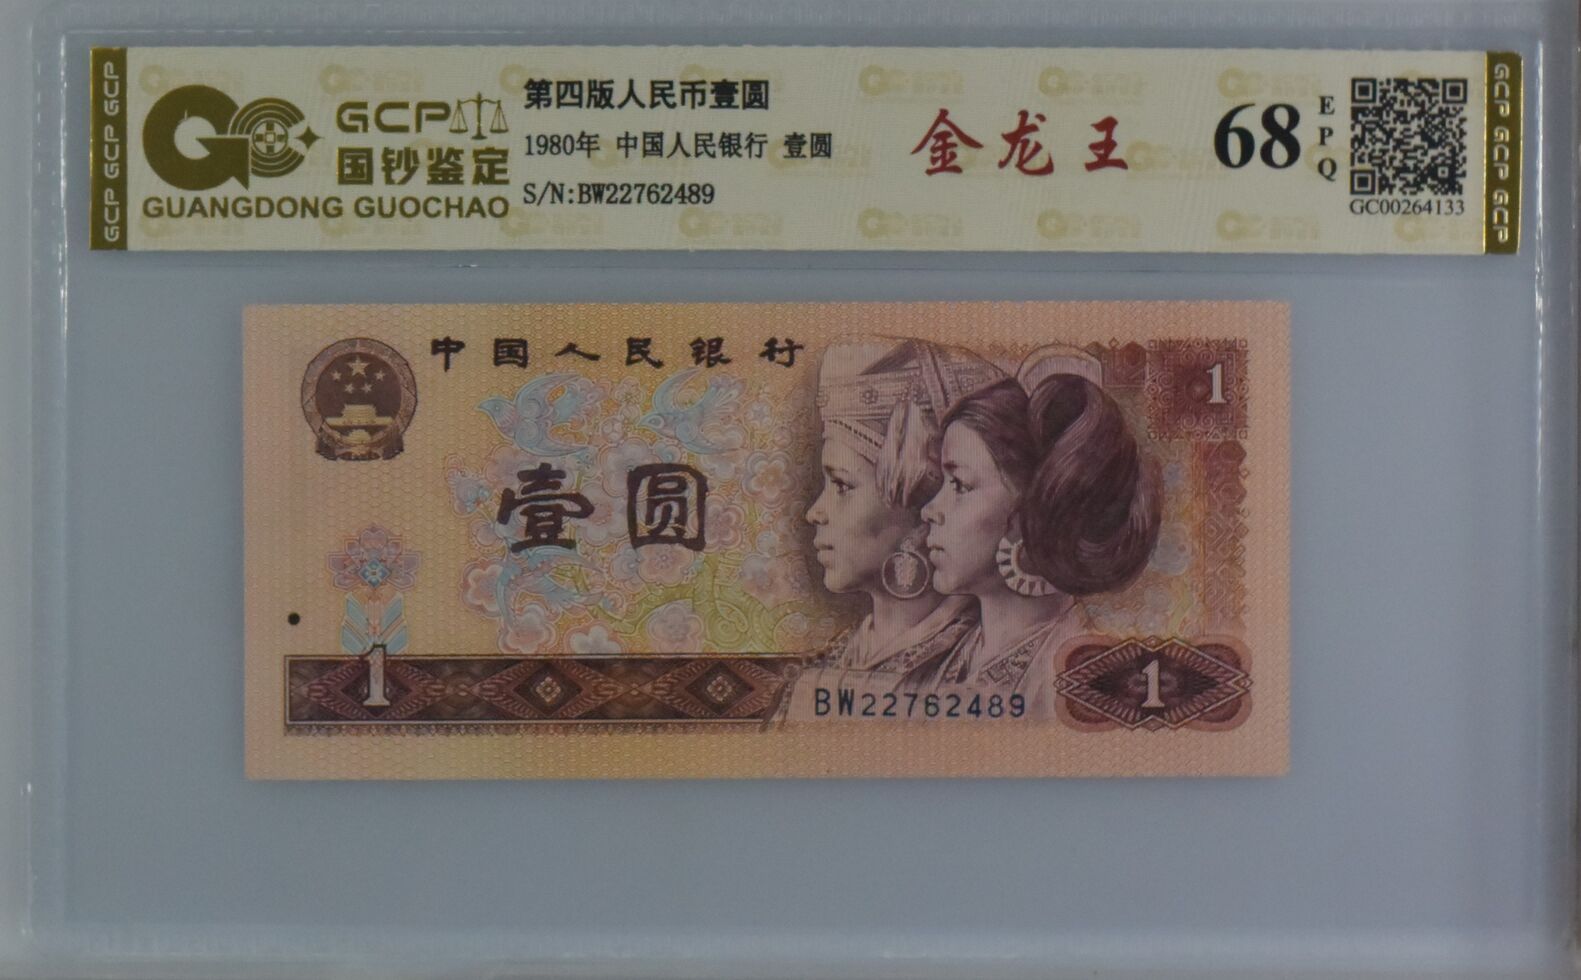 GCP GCP GCP
GCP
国钞鉴定
GUANGDONG GUOCHAO
第四版人民币壹圆
1980年 中国人民银行 壹圆
S/N:BW22762489
金龙王
68
EPQ
GC00264133
GCP GCP GCP
中国人民银行
1
壹圆
1
BW22762489
1